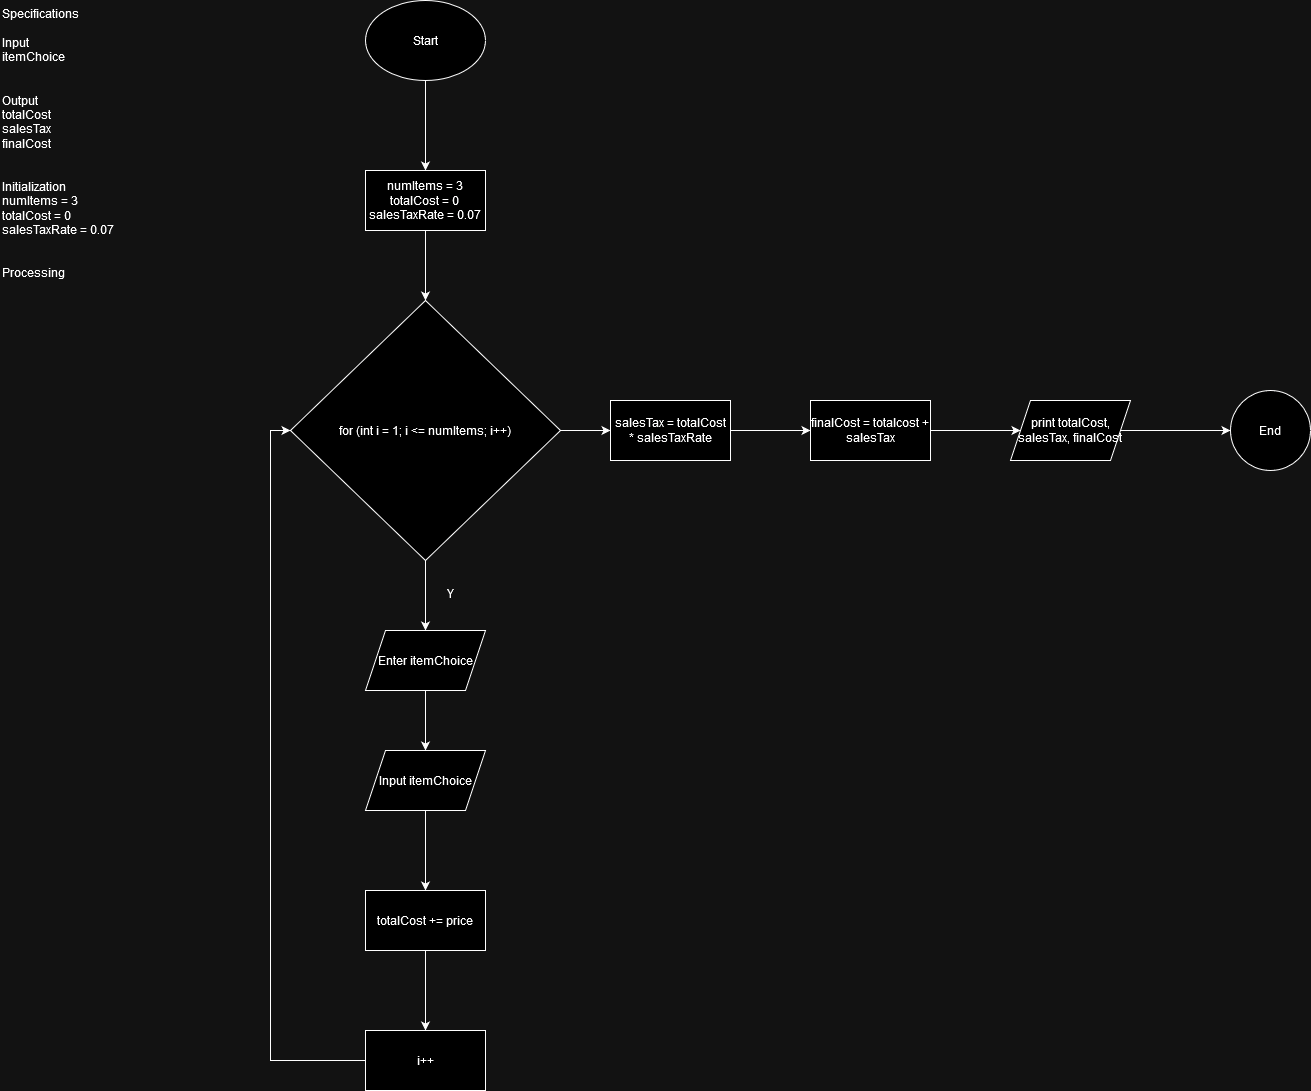 Specifications
Input
itemChoice
Output
totalCost
salesTax
finalCost
Initialization
numItems = 3
totalCost = 0
salesTaxRate = 0.07
Processing
Start
numItems = 3
totalCost = 0
salesTaxRate = 0.07
for (int i = 1; i <= numItems; i++)
salesTax = totalCost
* salesTaxRate
finalCost = totalcost +
salesTax
print totalCost,
salesTax, finalCost
End
Y
Enter itemChoice
Input itemChoice
totalCost += price
i++